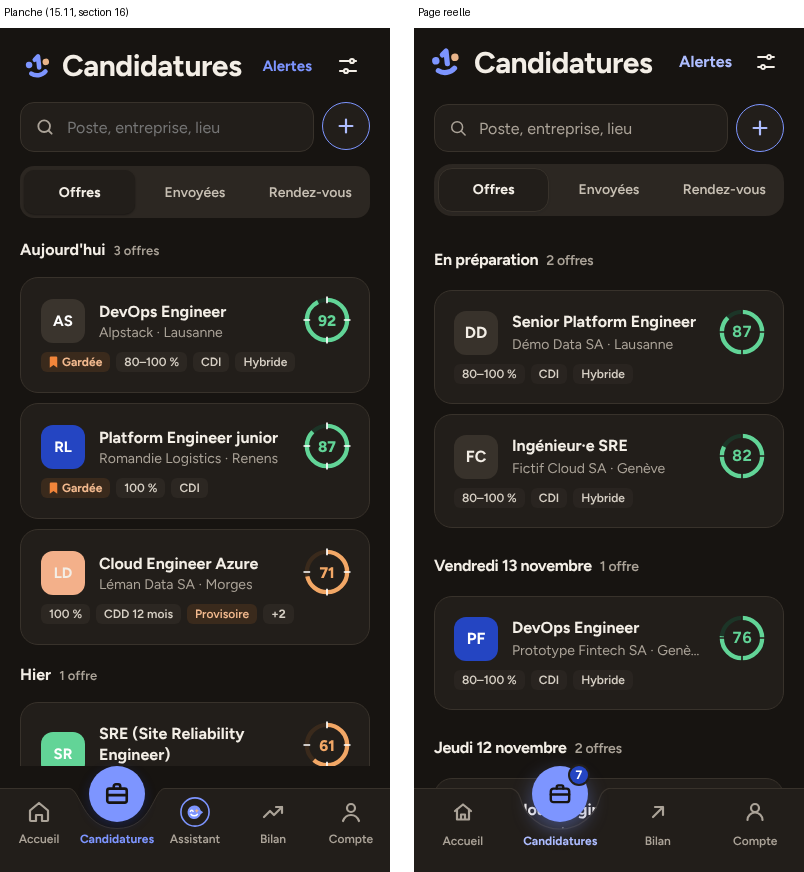 Planche (15.11, section 16)
Candidatures
Alertes
Poste, entreprise, lieu
Offres
Envoyées
Rendez-vous
Aujourd'hui 3 offres
AS
DevOps Engineer
Alpstack · Lausanne
92
Gardée
80–100 %
CDI
Hybride
RL
Platform Engineer junior
Romandie Logistics · Renens
87
Gardée
100 %
CDI
LD
Cloud Engineer Azure
Léman Data SA · Morges
71
100 %
CDD 12 mois
Provisoire
+2
Hier 1 offre
SR
SRE (Site Reliability
Engineer)
61
Accueil
Candidatures
Assistant
Bilan
Compte
Page reelle
Candidatures
Alertes
Poste, entreprise, lieu
Offres
Envoyées
Rendez-vous
En préparation 2 offres
DD
Senior Platform Engineer
Démo Data SA · Lausanne
87
80–100 %
CDI
Hybride
FC
Ingénieur·e SRE
Fictif Cloud SA · Genève
82
80–100 %
CDI
Hybride
Vendredi 13 novembre 1 offre
PF
DevOps Engineer
Prototype Fintech SA · Genè...
76
80–100 %
CDI
Hybride
Jeudi 12 novembre 2 offres
7
Accueil
Candidatures
Bilan
Compte